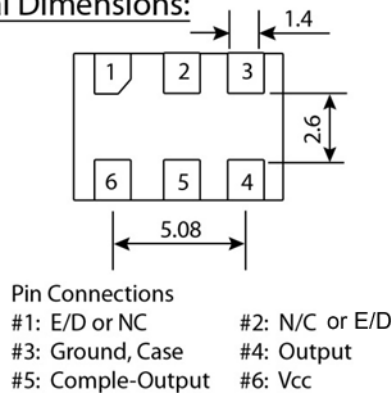 Dimensions:
1.4
1 2 3
2.6
6 5 4
5.08
Pin Connections
#1: E/D or NC #2: N/C or E/D
#3: Ground, Case #4: Output
#5: Comple-Output #6: Vcc